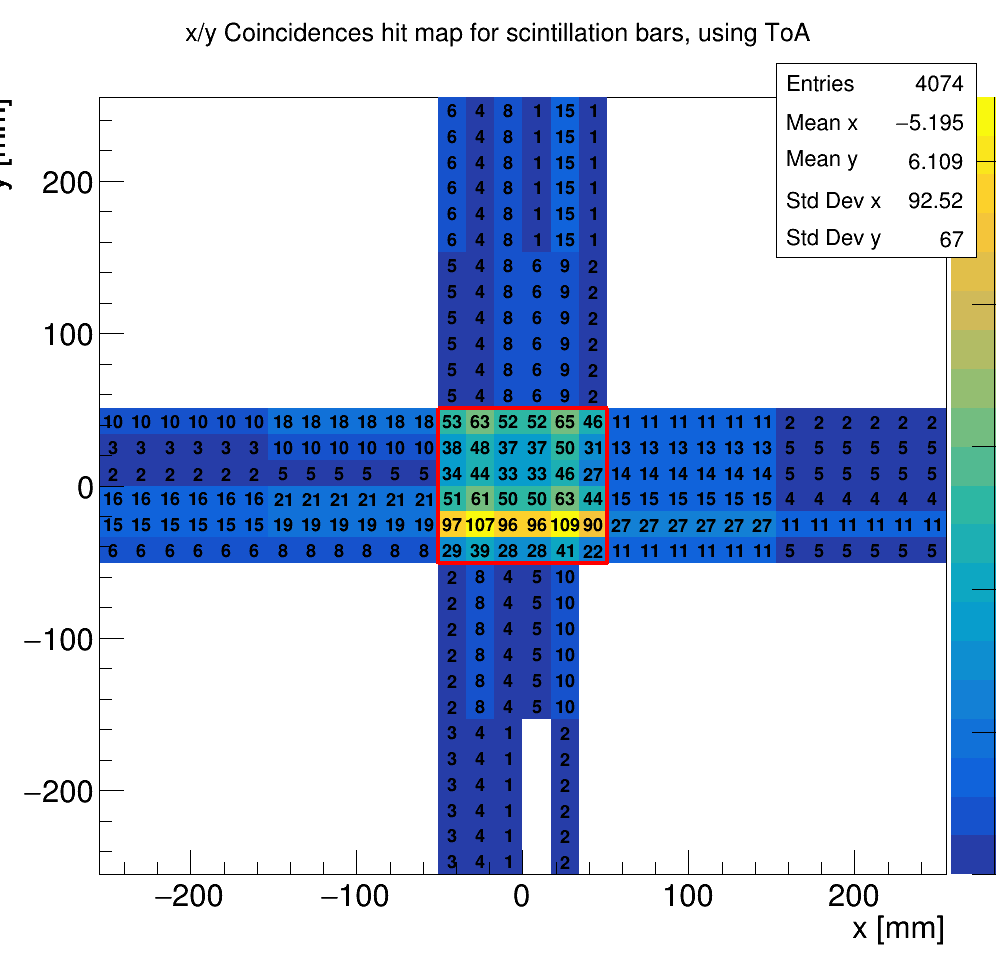 x/y Coincidences hit map for scintillation bars, using ToA
Entries 4074
Mean x −5.195
Mean y 6.109
Std Dev x 92.52
Std Dev y 67
y [mm]
200
100
0
−100
−200
6 4 8 1 15 1
6 4 8 1 15 1
6 4 8 1 15 1
6 4 8 1 15 1
6 4 8 1 15 1
6 4 8 1 15 1
5 4 8 6 9 2
5 4 8 6 9 2
5 4 8 6 9 2
5 4 8 6 9 2
5 4 8 6 9 2
5 4 8 6 9 2
10 10 10 10 10 10 18 18 18 18 18 18 53 63 52 52 65 46 11 11 11 11 11 11 2 2 2 2 2 2
3 3 3 3 3 3 10 10 10 10 10 10 38 48 37 37 50 31 13 13 13 13 13 13 5 5 5 5 5 5
2 2 2 2 2 2 5 5 5 5 5 5 34 44 33 33 46 27 14 14 14 14 14 14 5 5 5 5 5 5
16 16 16 16 16 16 21 21 21 21 21 21 51 61 50 50 63 44 15 15 15 15 15 15 4 4 4 4 4 4
15 15 15 15 15 15 19 19 19 19 19 19 97 107 96 96 109 90 27 27 27 27 27 27 11 11 11 11 11 11
6 6 6 6 6 6 8 8 8 8 8 8 29 39 28 28 41 22 11 11 11 11 11 11 5 5 5 5 5 5
2 8 4 5 10
2 8 4 5 10
2 8 4 5 10
2 8 4 5 10
2 8 4 5 10
2 8 4 5 10
3 4 1 2
3 4 1 2
3 4 1 2
3 4 1 2
3 4 1 2
3 4 1 2
−200 −100 0 100 200
x [mm]